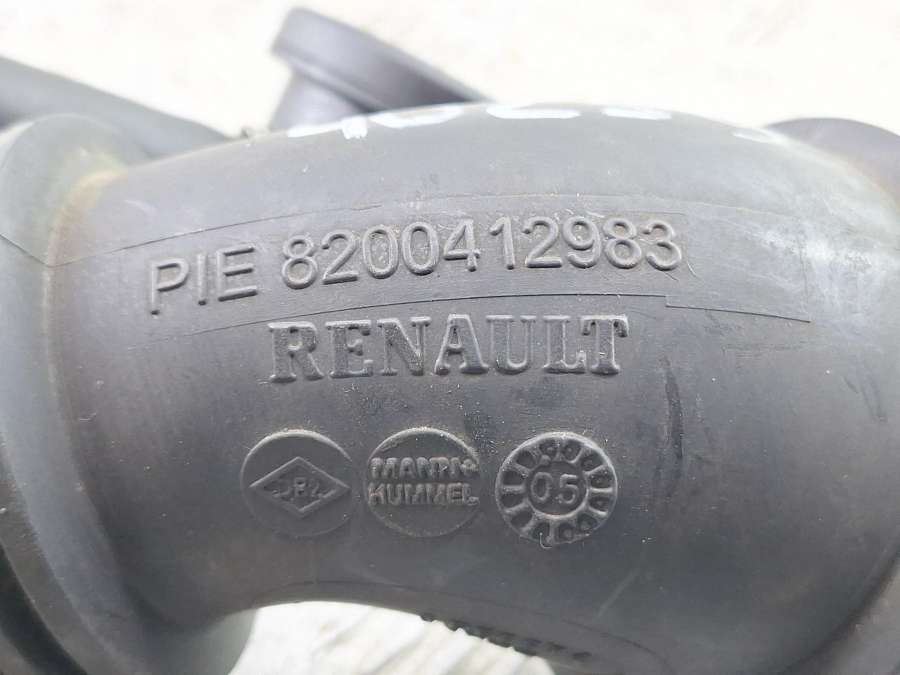 PIE 8200412983
RENAULT
MANN+
HUMMEL
05